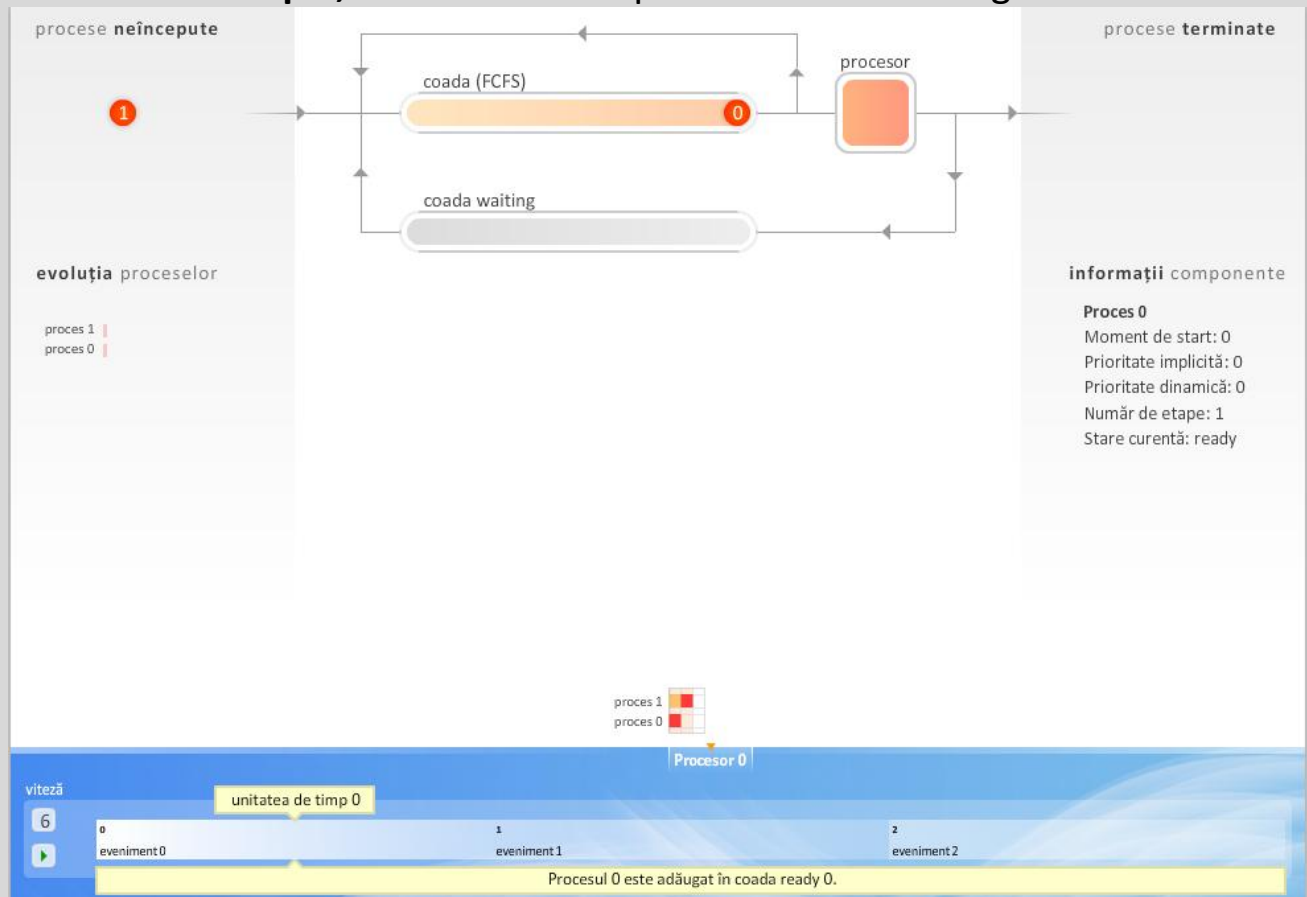 procese neîncepute
procese terminate
procesor
coada (FCFS)
1
0
coada waiting
evoluția proceselor
informații componente
proces 1
proces 0
Proces 0
Moment de start: 0
Prioritate implicită: 0
Prioritate dinamică: 0
Număr de etape: 1
Stare curentă: ready
proces 1
proces 0
Procesor 0
viteză
unitatea de timp 0
6
0
1
2
eveniment 0
eveniment 1
eveniment 2
Procesul 0 este adăugat în coada ready 0.